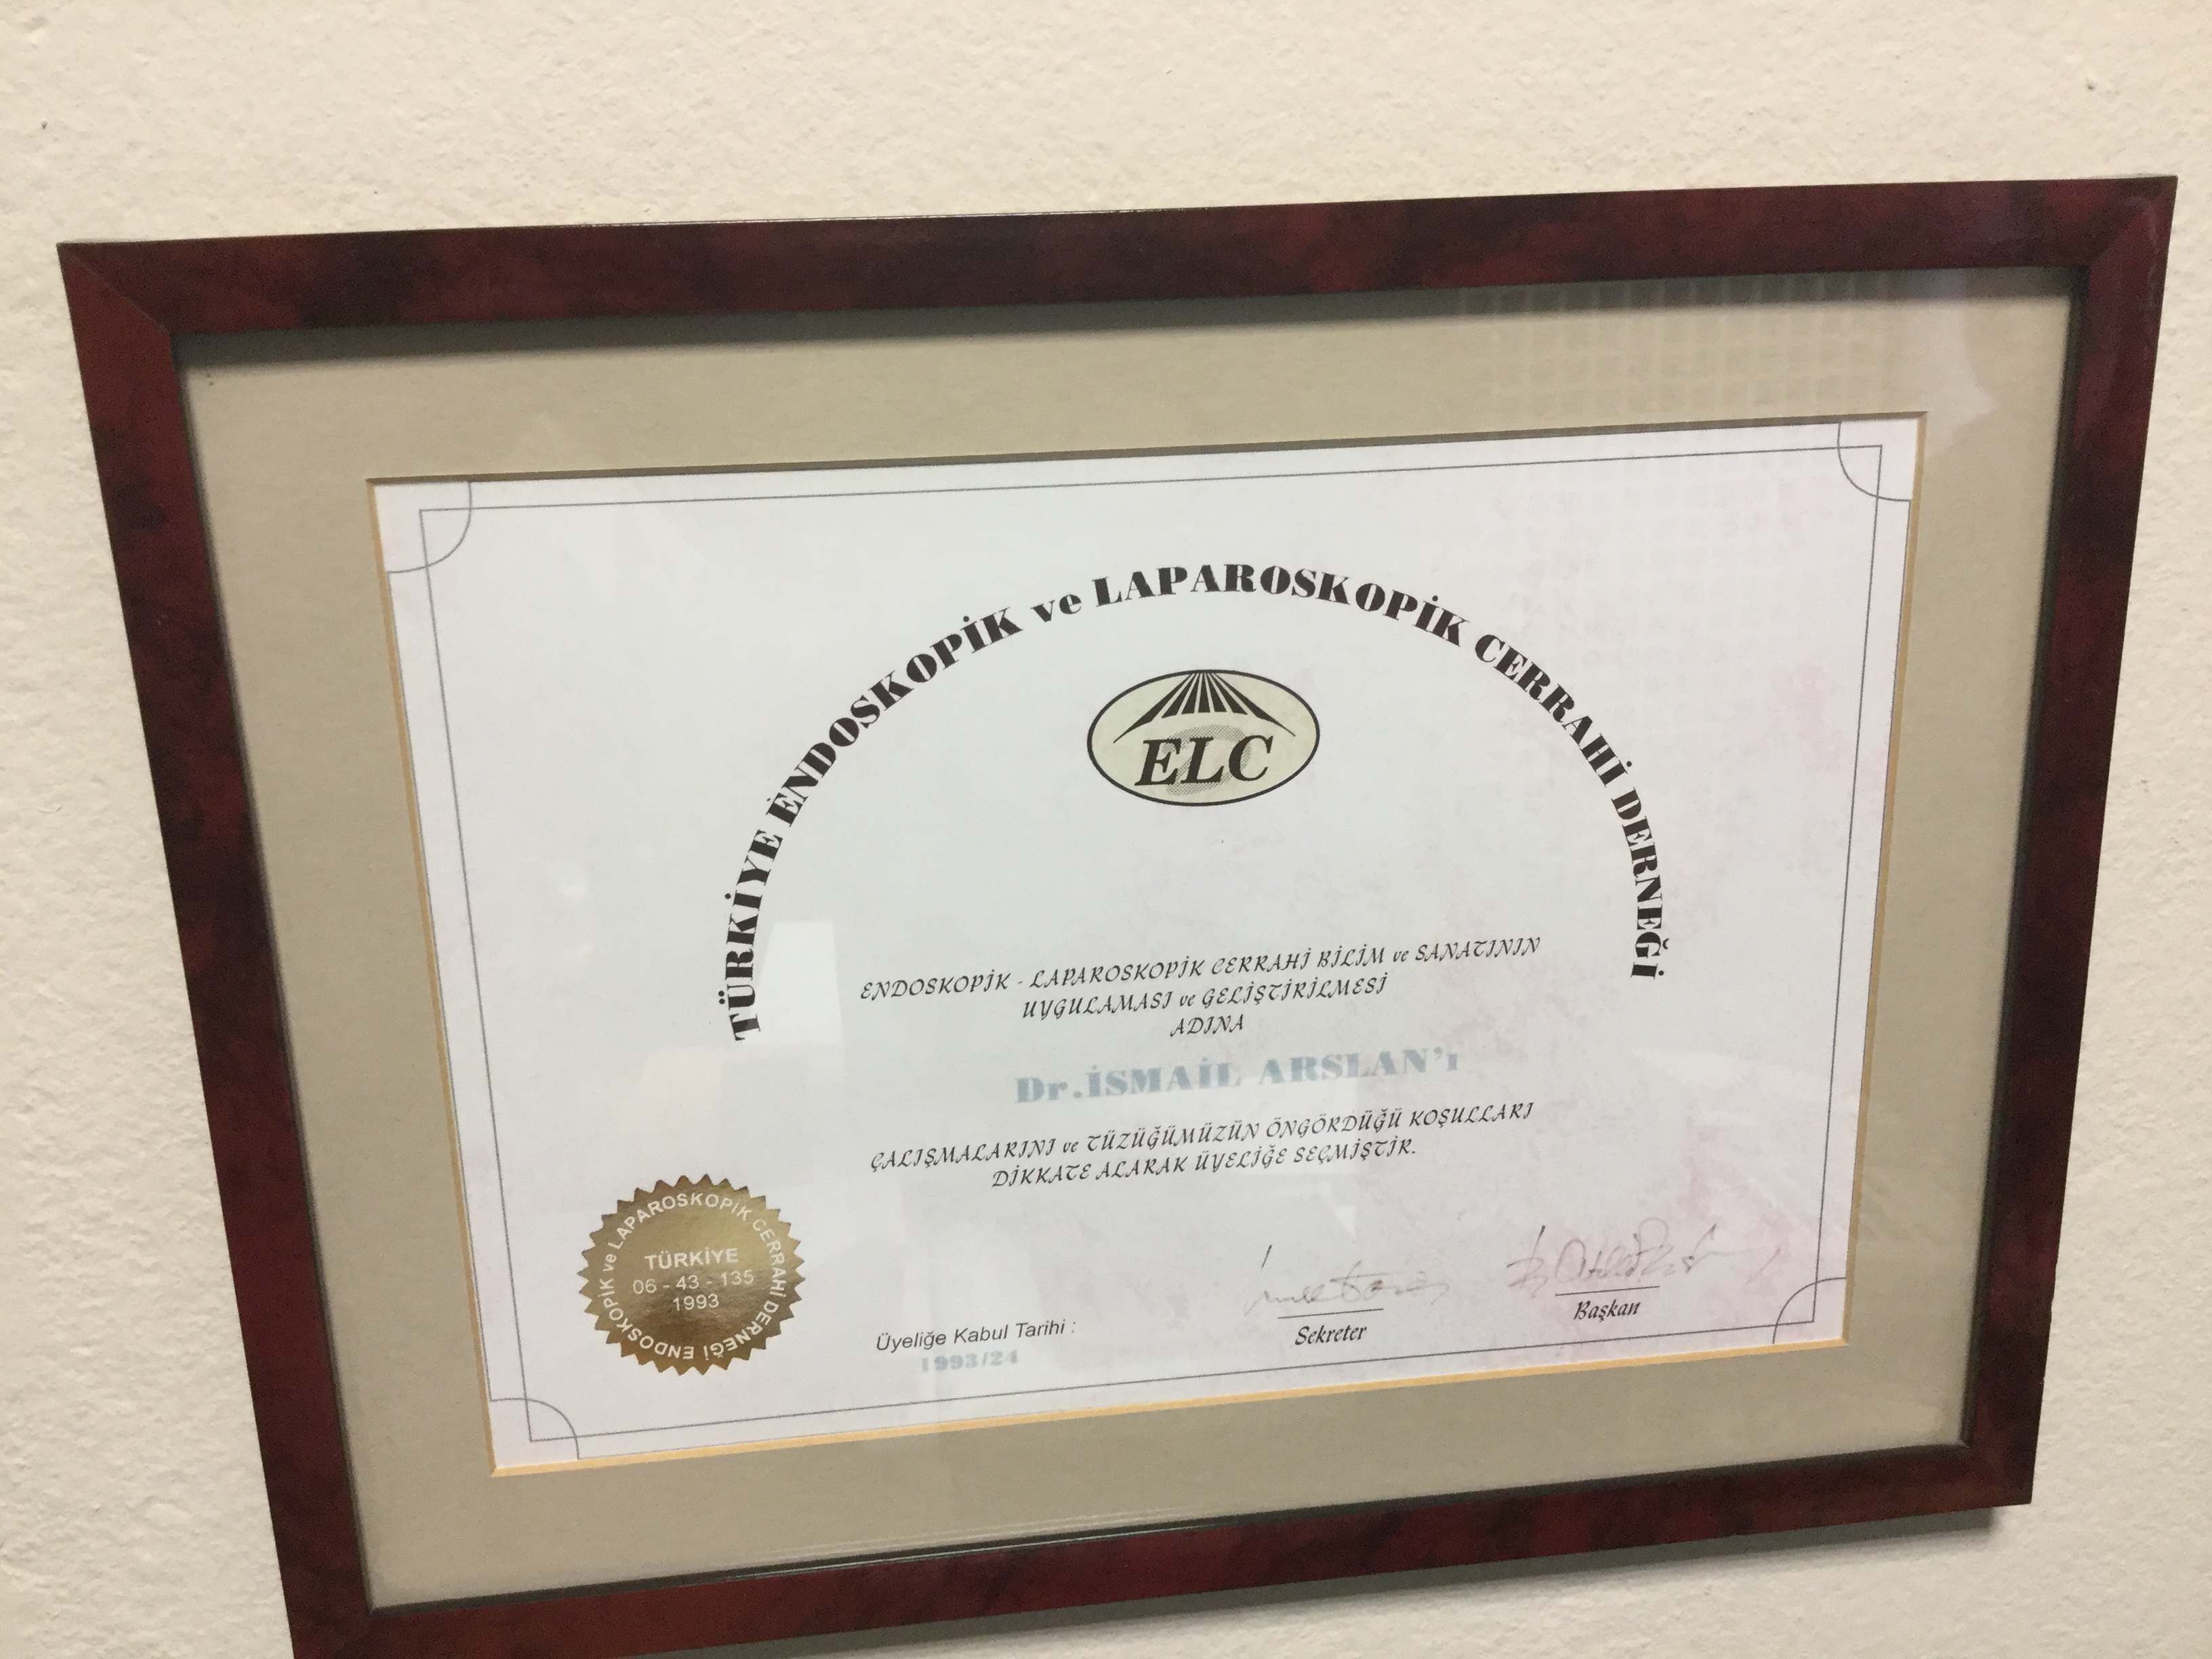 TÜRKİYE ENDOSKOPİK ve LAPAROSKOPİK CERRAHİ DERNEĞİ
ELC
ENDOSKOPİK - LAPAROSKOPİK CERRAHİ BİLİM ve SANATININ
UYGULAMASI ve GELİŞTİRİLMESİ
ADINA
Dr.İSMAİL ARSLAN'ı
ÇALIŞMALARINI ve TÜZÜĞÜMÜZÜN ÖNGÖRDÜĞÜ KOŞULLARI
DİKKATE ALARAK ÜYELİĞE SEÇMİŞTİR.
ENDOSKOPİK ve LAPAROSKOPİK CERRAHİ DERNEĞİ
TÜRKİYE
06 - 43 - 135
1993
Üyeliğe Kabul Tarihi :
1993/24
Sekreter
Başkan